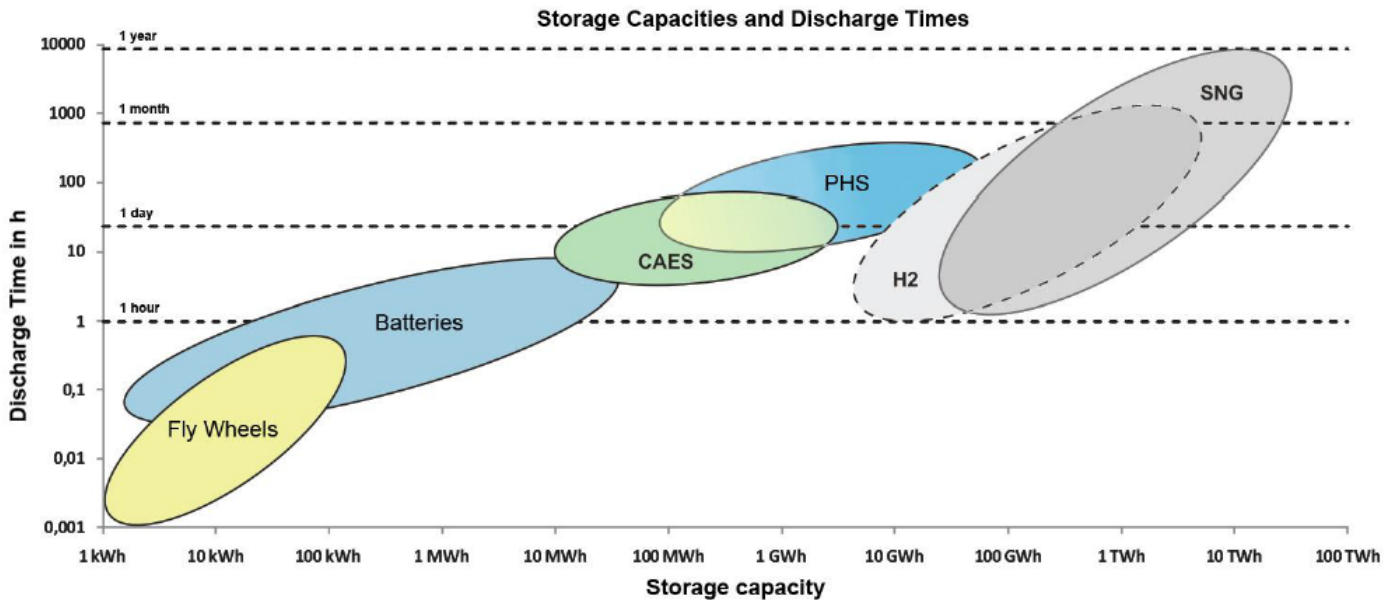 Storage Capacities and Discharge Times
Discharge Time in h
10000
1000
100
10
1
0,1
0,01
0,001
1 year
1 month
1 day
1 hour
SNG
PHS
CAES
H2
Batteries
Fly Wheels
1 kWh 10 kWh 100 kWh 1 MWh 10 MWh 100 MWh 1 GWh 10 GWh 100 GWh 1 TWh 10 TWh 100 TWh
Storage capacity